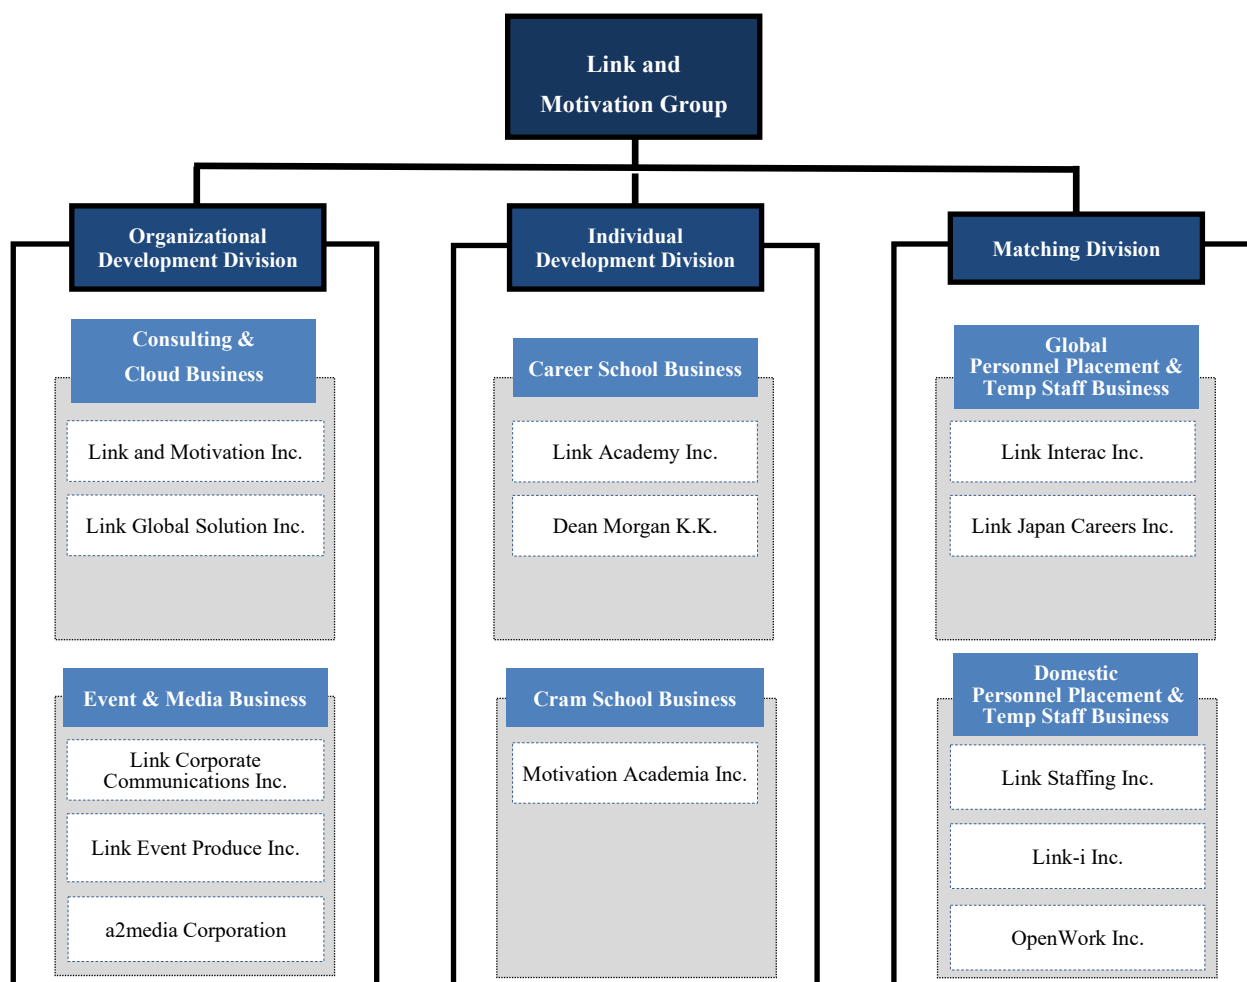 Link and
Motivation Group
Organizational
Development Division
Consulting &
Cloud Business
Link and Motivation Inc.
Link Global Solution Inc.
Event & Media Business
Link Corporate
Communications Inc.
Link Event Produce Inc.
a2media Corporation
Individual
Development Division
Career School Business
Link Academy Inc.
Dean Morgan K.K.
Cram School Business
Motivation Academia Inc.
Matching Division
Global
Personnel Placement &
Temp Staff Business
Link Interac Inc.
Link Japan Careers Inc.
Domestic
Personnel Placement &
Temp Staff Business
Link Staffing Inc.
Link-i Inc.
OpenWork Inc.